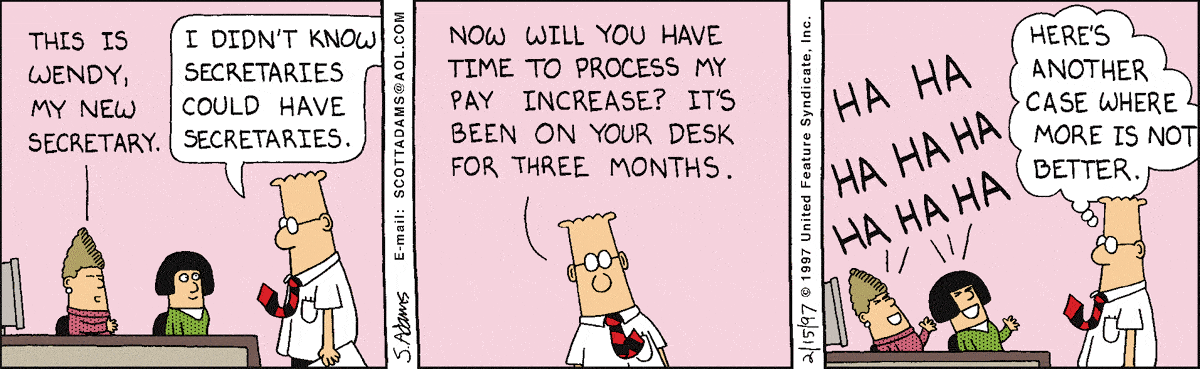 THIS IS
WENDY,
MY NEW
SECRETARY.
I DIDN'T KNOW
SECRETARIES
COULD HAVE
SECRETARIES.
S. Adams
E-mail: SCOTTADAMS@AOL.COM
NOW WILL YOU HAVE
TIME TO PROCESS MY
PAY INCREASE? IT'S
BEEN ON YOUR DESK
FOR THREE MONTHS.
2/15/97 © 1997 United Feature Syndicate, Inc.
HA HA
HA HA HA
HA HA HA
HERE'S
ANOTHER
CASE WHERE
MORE IS NOT
BETTER.